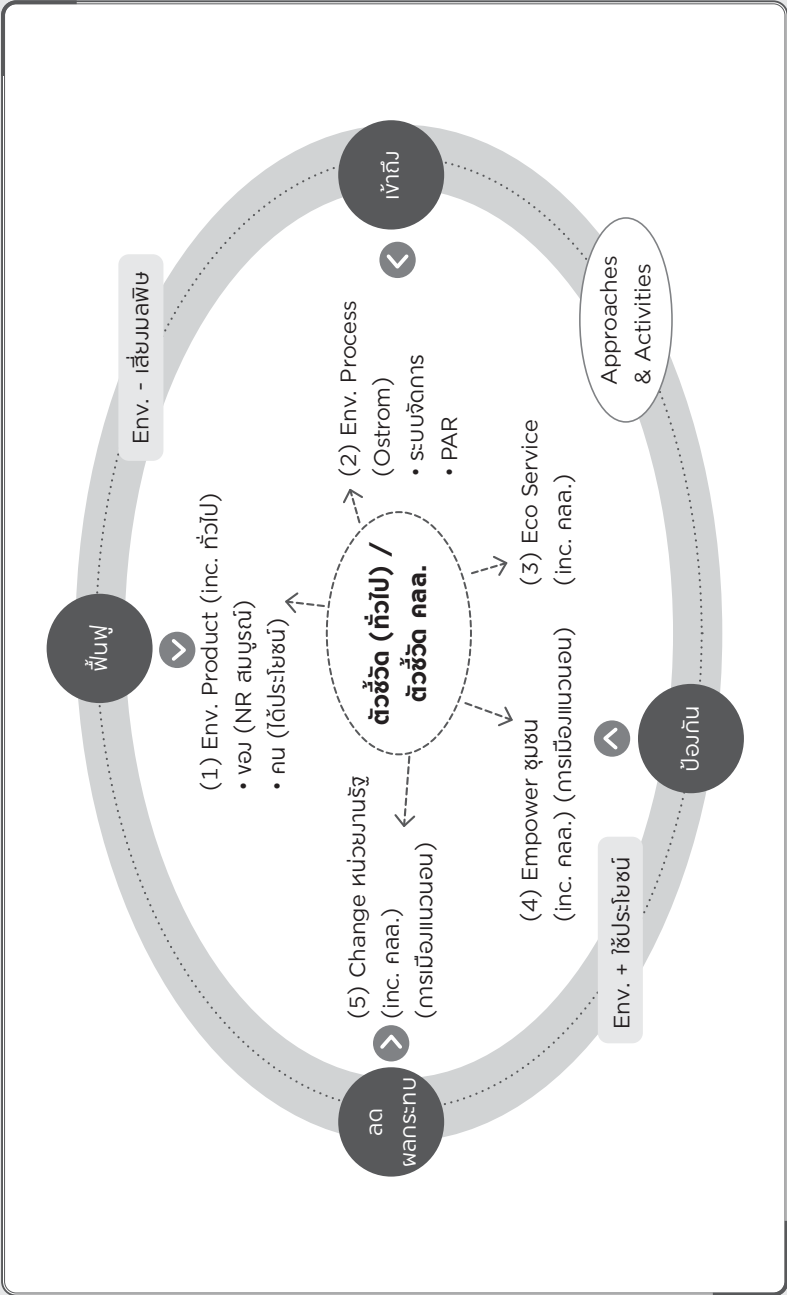 ฟื้นฟู
Env. - เสี่ยงมลพิษ
เข้าถึง
(1) Env. Product (inc. ทั่วไป)
• ของ (NR สมบูรณ์)
• คน (ได้ประโยชน์)
(2) Env. Process
(Ostrom)
• ระบบจัดการ
• PAR
ตัวชี้วัด (ทั่วไป) /
ตัวชี้วัด คลล.
(5) Change หน่วยงานรัฐ
(inc. คลล.)
(การเมืองแนวนอน)
(4) Empower ชุมชน
(inc. คลล.) (การเมืองแนวนอน)
(3) Eco Service
(inc. คลล.)
ลด
ผลกระทบ
Env. + ใช้ประโยชน์
ป้องกัน
Approaches
& Activities